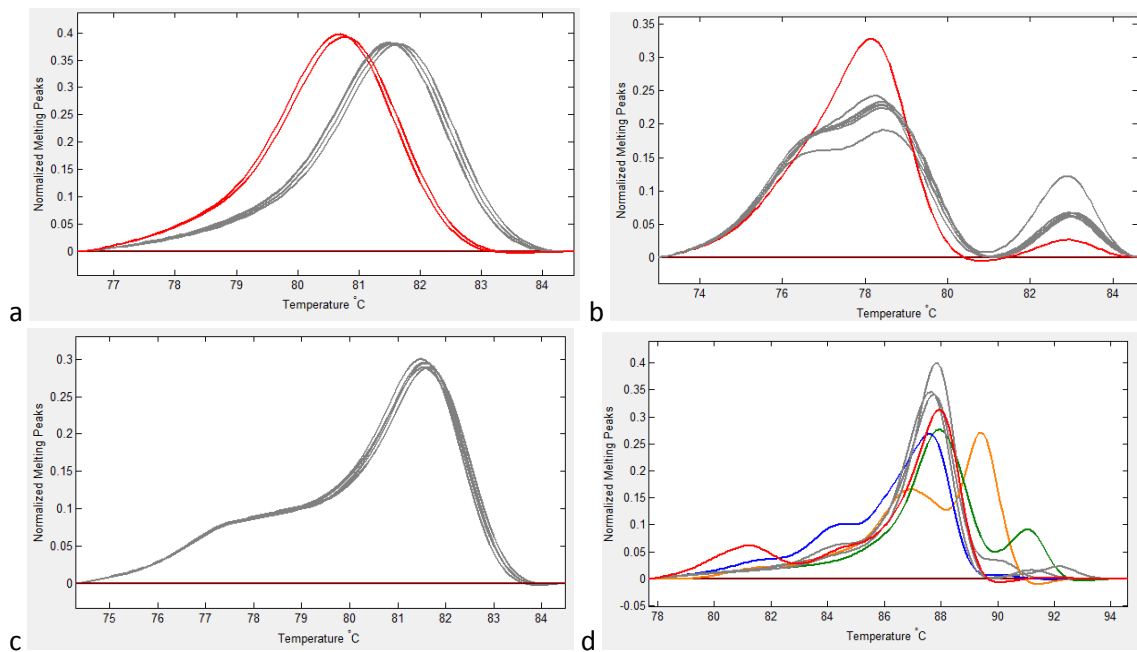 0.4
0.35
0.3
0.25
0.2
0.15
0.1
0.05
0
Normalized Melting Peaks
77 78 79 80 81 82 83 84
Temperature °C
a
0.35
0.3
0.25
0.2
0.15
0.1
0.05
0
Normalized Melting Peaks
74 76 78 80 82 84
Temperature °C
b
0.3
0.25
0.2
0.15
0.1
0.05
0
Normalized Melting Peaks
75 76 77 78 79 80 81 82 83 84
Temperature °C
c
0.4
0.35
0.3
0.25
0.2
0.15
0.1
0.05
0
-0.05
Normalized Melting Peaks
78 80 82 84 86 88 90 92 94
Temperature °C
d